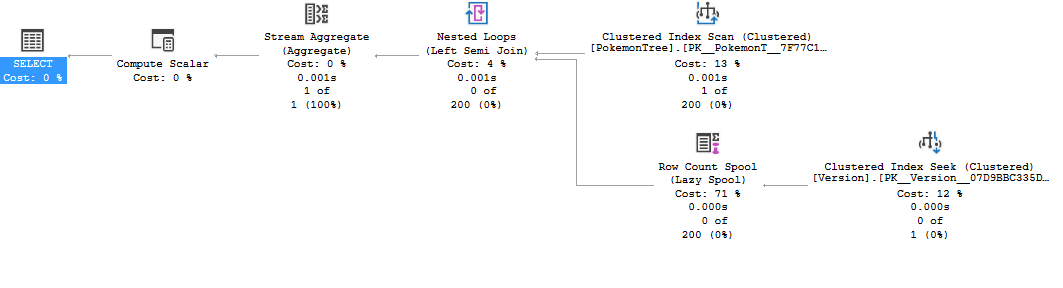 SELECT
Cost: 0 %
Compute Scalar
Cost: 0 %
Stream Aggregate
(Aggregate)
Cost: 0 %
0.001s
1 of
1 (100%)
Nested Loops
(Left Semi Join)
Cost: 4 %
0.001s
0 of
200 (0%)
Clustered Index Scan (Clustered)
[PokemonTree].[PK__PokemonT__7F77C1…
Cost: 13 %
0.001s
1 of
200 (0%)
Row Count Spool
(Lazy Spool)
Cost: 71 %
0.000s
0 of
200 (0%)
Clustered Index Seek (Clustered)
[Version].[PK__Version__07D9BBC335D…
Cost: 12 %
0.000s
0 of
1 (0%)